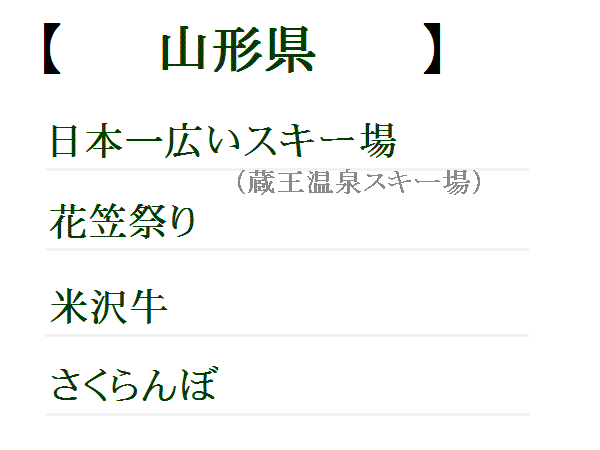 【　山形県　】
日本一広いスキー場
（蔵王温泉スキー場）
花笠祭り
米沢牛
さくらんぼ